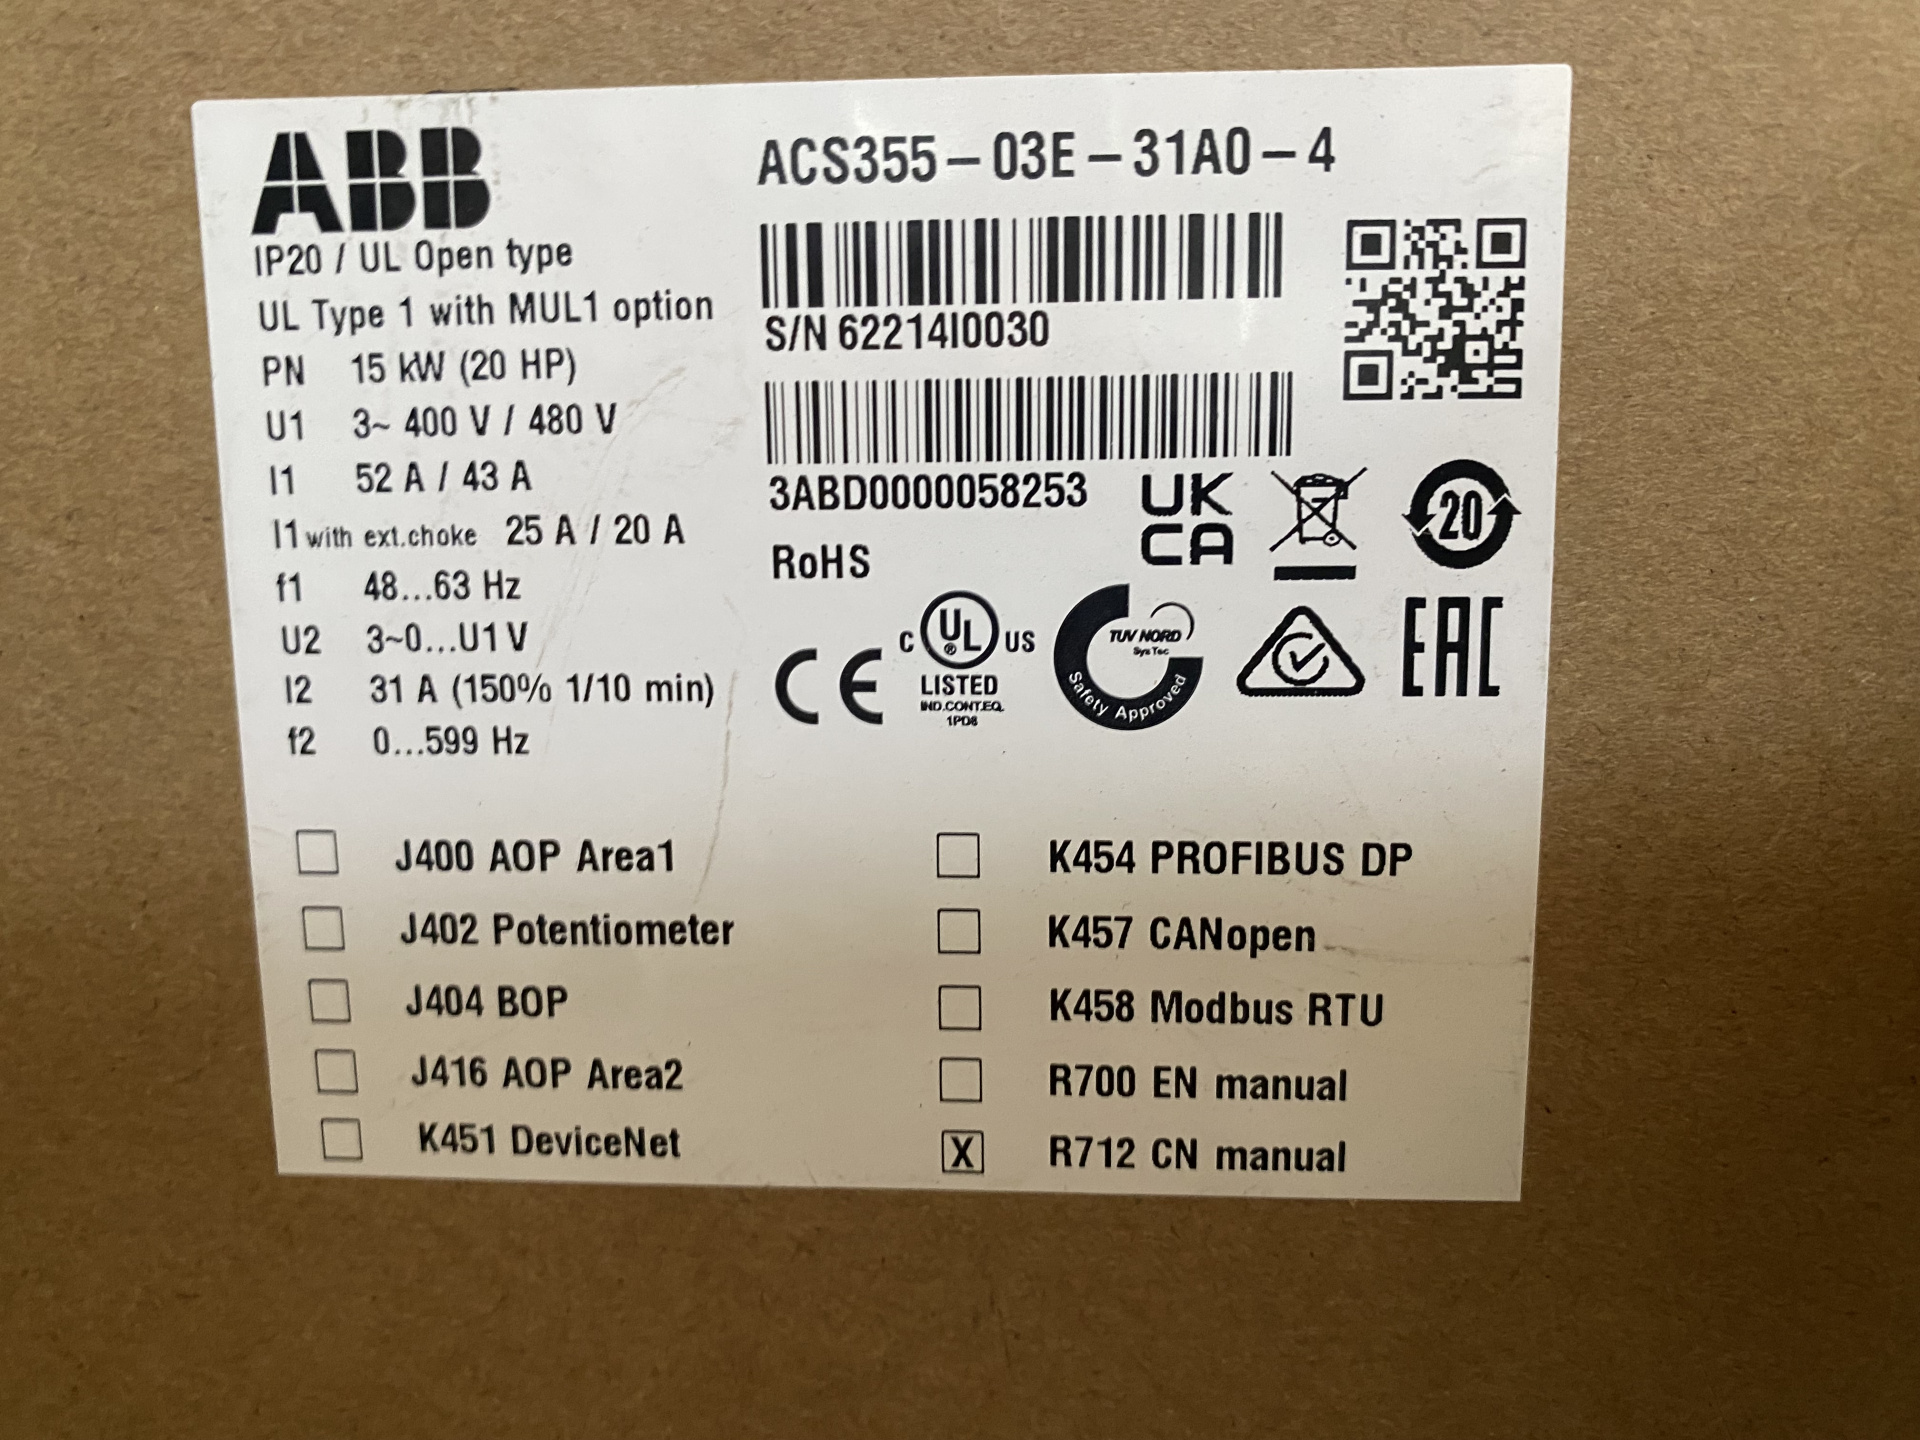 ABB
IP20 / UL Open type
UL Type 1 with MUL1 option
PN 15 kW (20 HP)
U1 3~ 400 V / 480 V
I1 52 A / 43 A
I1 with ext.choke 25 A / 20 A
f1 48...63 Hz
U2 3~0...U1 V
I2 31 A (150% 1/10 min)
f2 0...599 Hz
ACS355-03E-31A0-4
S/N 62214I0030
3ABD0000058253
RoHS
UK
CA
20
CE
C UL ® US
LISTED
IND.CONT.EQ.
1PD8
TUV NORD
SysTec
Safety Approved
EAC
J400 AOP Area1
J402 Potentiometer
J404 BOP
J416 AOP Area2
K451 DeviceNet
K454 PROFIBUS DP
K457 CANopen
K458 Modbus RTU
R700 EN manual
X R712 CN manual